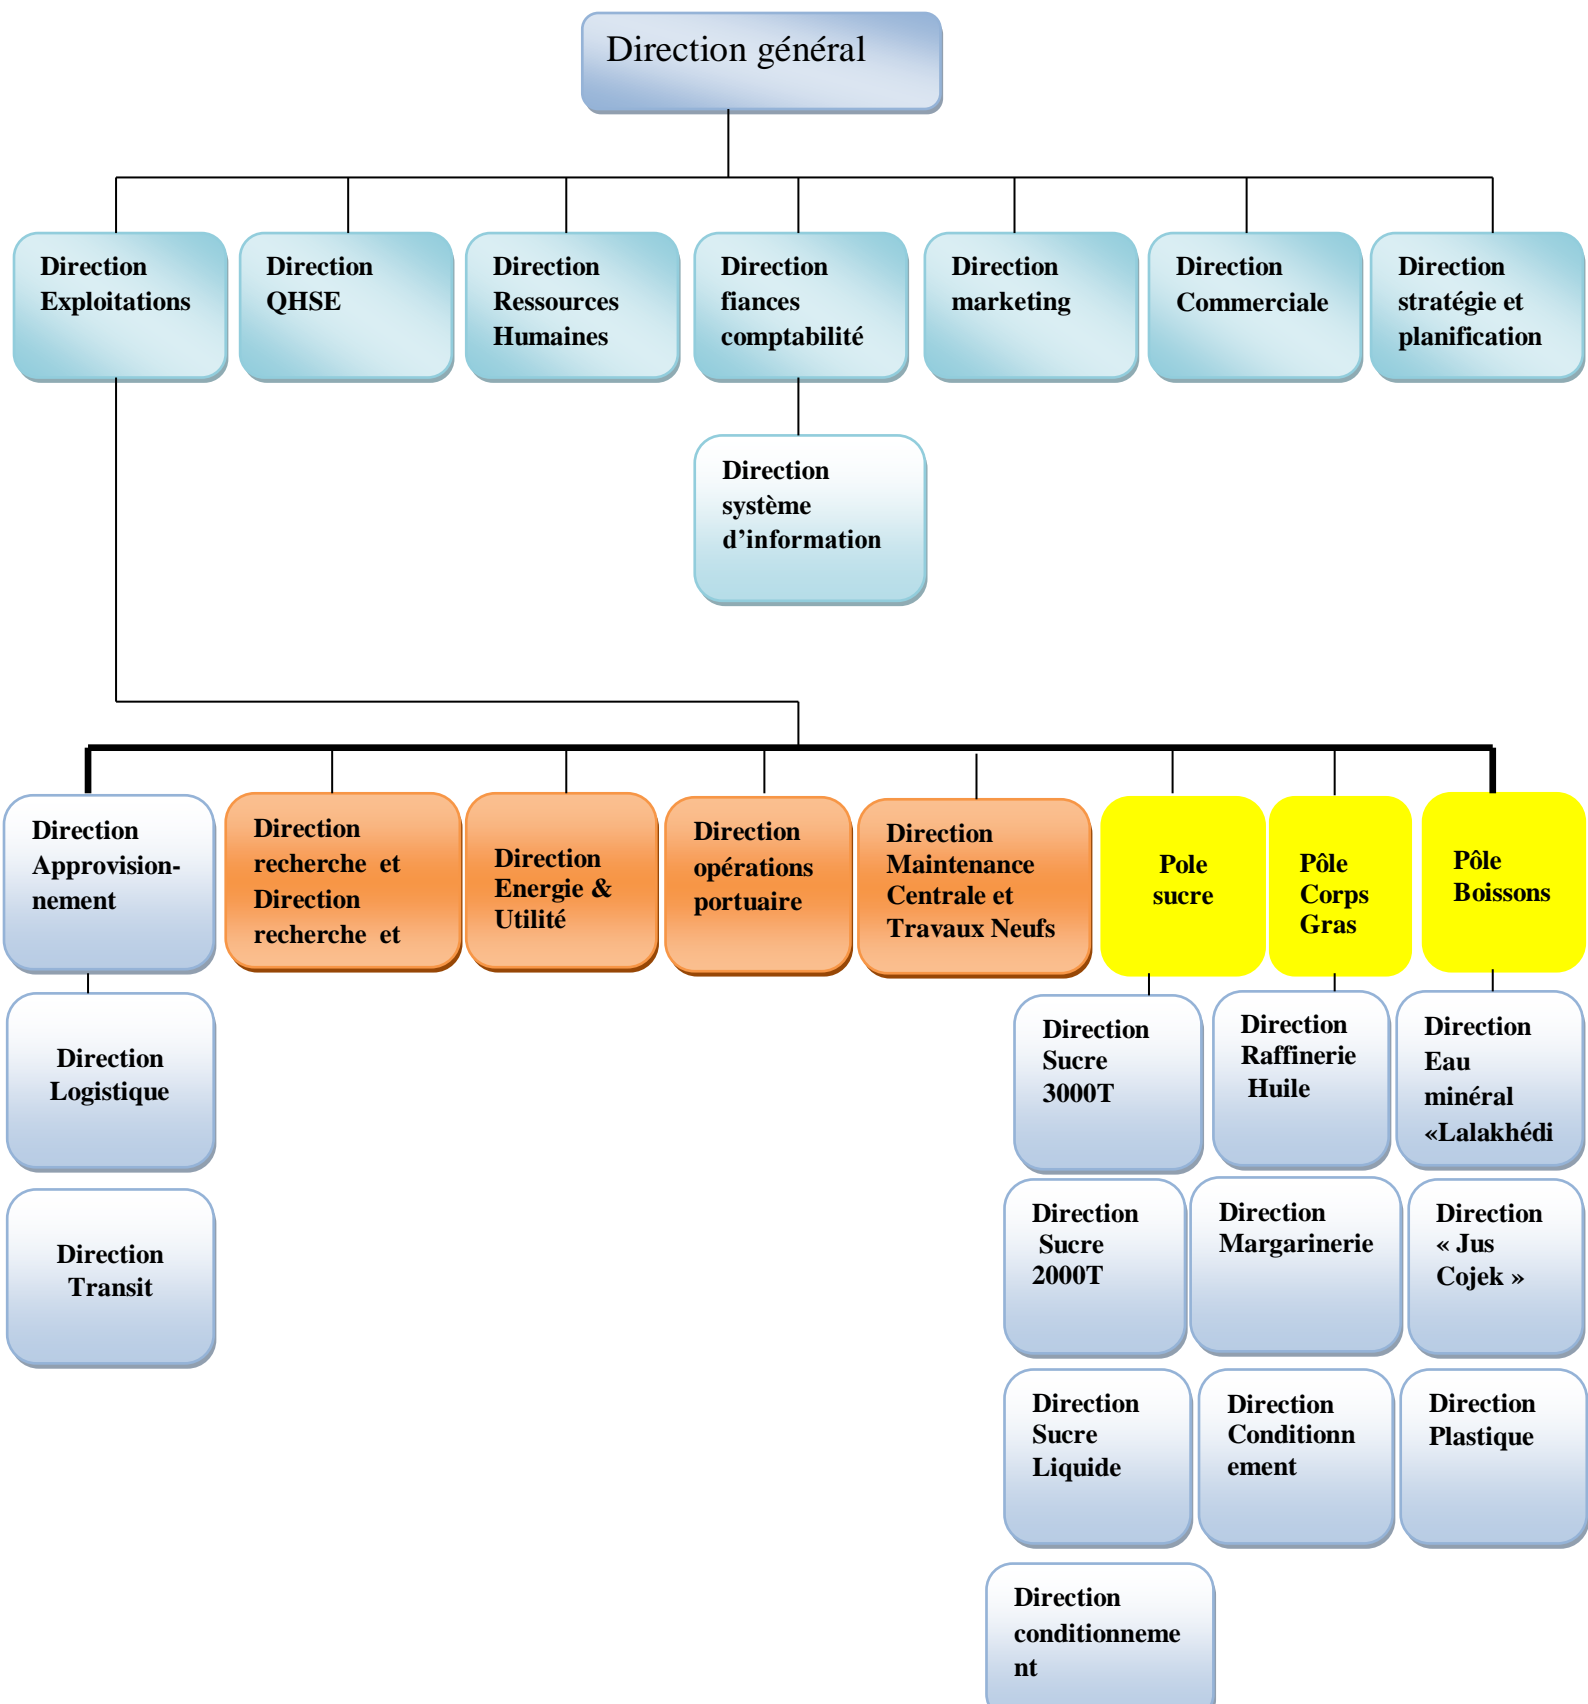 Direction général
Direction
Exploitations
Direction
QHSE
Direction
Ressources
Humaines
Direction
fiances
comptabilité
Direction
marketing
Direction
Commerciale
Direction
stratégie et
planification
Direction
système
d’information
Direction
Approvision-
nement
Direction
recherche et
Direction
recherche et
Direction
Energie &
Utilité
Direction
opérations
portuaire
Direction
Maintenance
Centrale et
Travaux Neufs
Pole
sucre
Pôle
Corps
Gras
Pôle
Boissons
Direction
Logistique
Direction
Sucre
3000T
Direction
Raffinerie
Huile
Direction
Eau
minéral
«Lalakhédi
Direction
Transit
Direction
Sucre
2000T
Direction
Margarinerie
Direction
« Jus
Cojek »
Direction
Sucre
Liquide
Direction
Conditionn
ement
Direction
Plastique
Direction
conditionneme
nt